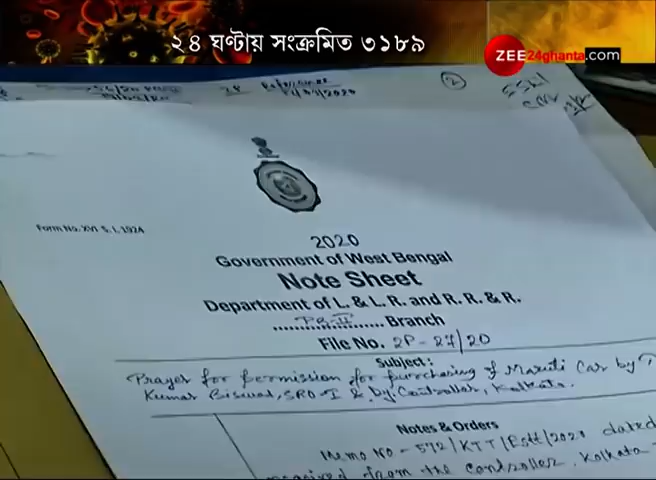 ২৪ ঘণ্টায় সংক্রমিত ৩১৮৯
ZEE24ghanta.com
2
Form No. XVI S. I. 1924
2020
Government of West Bengal
Note Sheet
Department of L. & L. R. and R. R. & R.
Branch
File No. 2P-27/20
Subject :
Prayer for permission for purchasing of Maruti Car by
Kumar Biswas, SRO-I & Dy. Controllar, Kolkata.
Notes & Orders
Memo No - 572/KTT/Estt/2020 dated
received from the controller, Kolkata